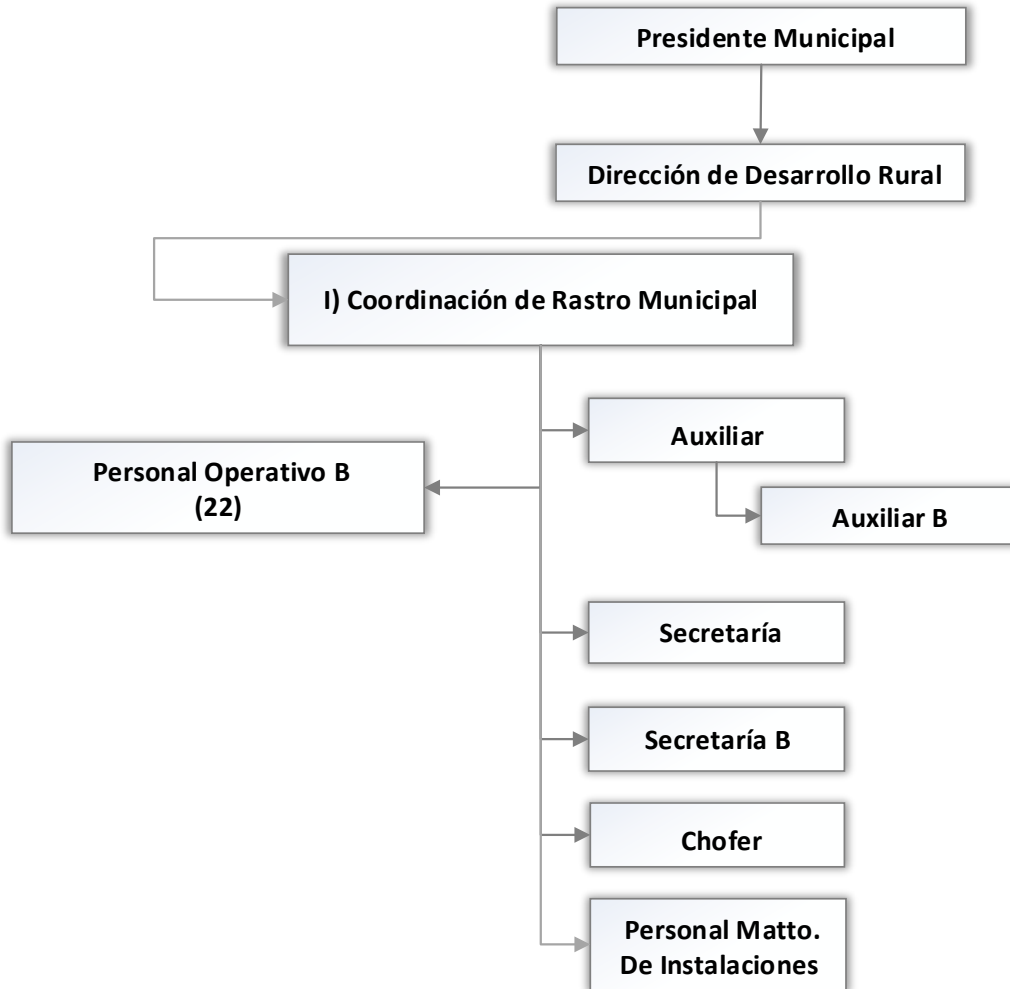 Presidente Municipal
Dirección de Desarrollo Rural
I) Coordinación de Rastro Municipal
Auxiliar
Personal Operativo B
(22)
Auxiliar B
Secretaría
Secretaría B
Chofer
Personal Matto.
De Instalaciones